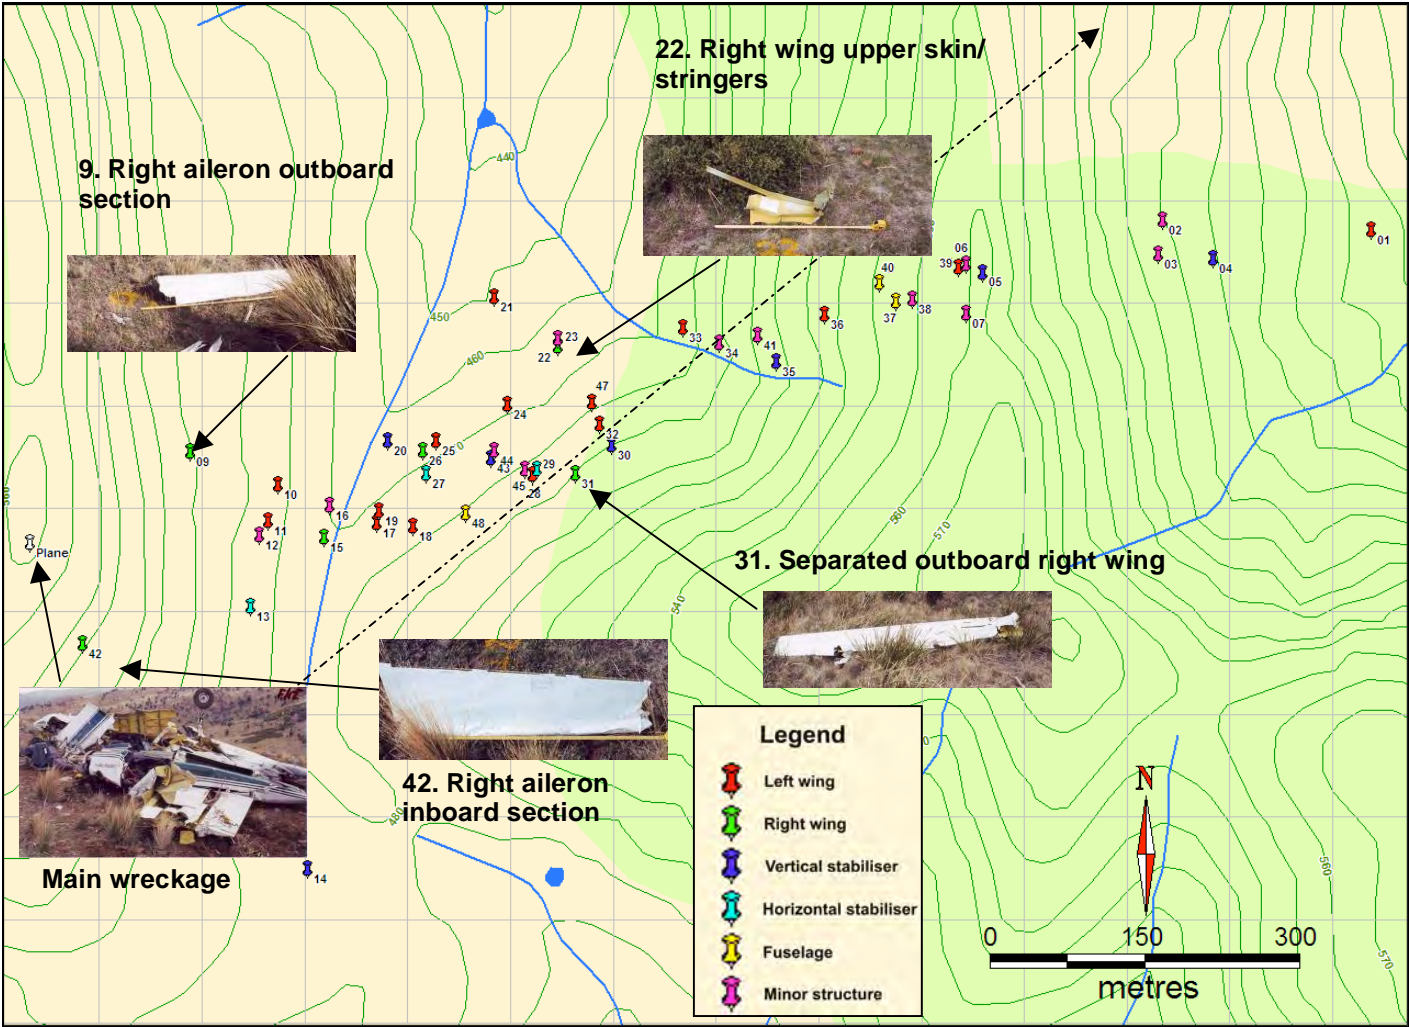 22. Right wing upper skin/
stringers
9. Right aileron outboard
section
440
450
460
01
02
03
04
05
06
39
07
40
37
38
36
41
34
33
35
21
23
22
47
24
32
30
20
25
26
27
44
43
29
45
28
31
09
10
11
12
16
15
19
17
18
48
Plane
13
42
14
560
570
540
31. Separated outboard right wing
42. Right aileron
inboard section
480
Main wreckage
Legend
Left wing
Right wing
Vertical stabiliser
Horizontal stabiliser
Fuselage
Minor structure
N
0 150 300
metres
560
570